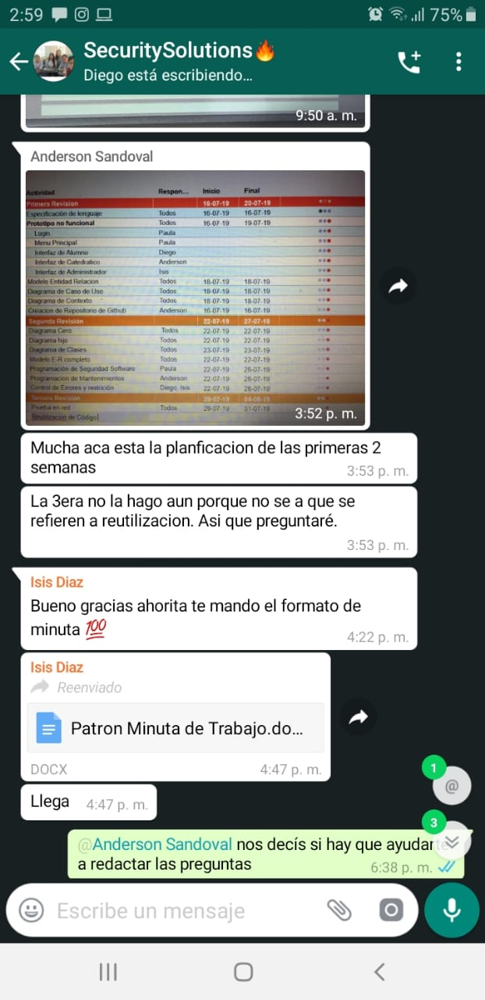 2:59
75%
SecuritySolutions🔥
Diego está escribiendo...
9:50 a. m.
Anderson Sandoval
Actividad Respon... Inicio Final
Primera Revision 16-07-19 20-07-19
Especificación de lenguaje Todos 16-07-19 16-07-19
Prototipo no funcional Todos 16-07-19 19-07-19
Login Paula
Menu Principal Paula
Interfaz de Alumno Diego
Interfaz de Catedratico Anderson
Interfaz de Administrador Isis
Modelo Entidad Relacion Todos 18-07-19 18-07-19
Diagrama de Caso de Uso Todos 18-07-19 18-07-19
Diagrama de Contexto Todos 18-07-19 18-07-19
Creacion de Repositorio de Github Anderson 16-07-19 16-07-19
Segunda Revisión 22-07-19 27-07-19
Diagrama Cero Todos 22-07-19 22-07-19
Diagrama hijo Todos 22-07-19 22-07-19
Diagrama de Clases Todos 23-07-19 23-07-19
Modelo E-R completo Todos 22-07-19 22-07-19
Programación de Seguridad Software Paula 22-07-19 26-07-19
Programacion de Mantenimientos Anderson 22-07-19 26-07-19
Control de Errores y restrición Diego, Isis 22-07-19 26-07-19
Tercera Revision 29-07-19
Prueba en red Todos 29-07-19 31-07-19
Reutilizacion de Código
3:52 p. m.
Mucha aca esta la planficacion de las primeras 2
semanas
3:53 p. m.
La 3era no la hago aun porque no se a que se
refieren a reutilizacion. Asi que preguntaré.
3:53 p. m.
Isis Diaz
Bueno gracias ahorita te mando el formato de
minuta 💯
4:22 p. m.
Isis Diaz
Reenviado
Patron Minuta de Trabajo.do...
DOCX 4:47 p. m.
Llega 4:47 p. m.
1
@
3
@Anderson Sandoval nos decís si hay que ayudarte
a redactar las preguntas
6:38 p. m.
Escribe un mensaje